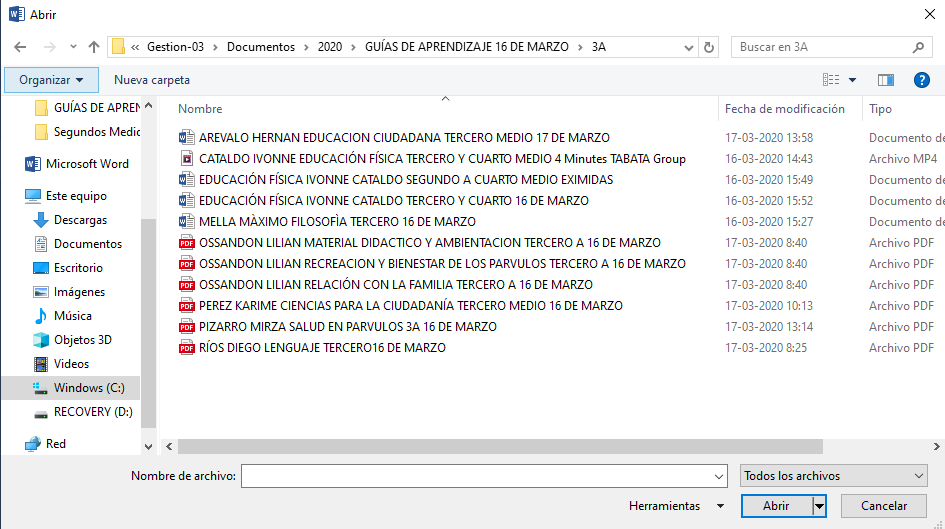 Abrir
« Gestion-03 > Documentos > 2020 > GUÍAS DE APRENDIZAJE 16 DE MARZO > 3A
Buscar en 3A
Organizar
Nueva carpeta
GUÍAS DE APREN
Segundos Medic
Microsoft Word
Este equipo
Descargas
Documentos
Escritorio
Imágenes
Música
Objetos 3D
Videos
Windows (C:)
RECOVERY (D:)
Red
Nombre Fecha de modificación Tipo
AREVALO HERNAN EDUCACION CIUDADANA TERCERO MEDIO 17 DE MARZO 17-03-2020 13:58 Documento de
CATALDO IVONNE EDUCACIÓN FÍSICA TERCERO Y CUARTO MEDIO 4 Minutes TABATA Group 16-03-2020 14:43 Archivo MP4
EDUCACIÓN FÍSICA IVONNE CATALDO SEGUNDO A CUARTO MEDIO EXIMIDAS 16-03-2020 15:49 Documento de
EDUCACIÓN FÍSICA IVONNE CATALDO TERCERO Y CUARTO 16 DE MARZO 16-03-2020 15:52 Documento de
MELLA MÀXIMO FILOSOFÌA TERCERO 16 DE MARZO 16-03-2020 15:27 Documento de
OSSANDON LILIAN MATERIAL DIDACTICO Y AMBIENTACION TERCERO A 16 DE MARZO 17-03-2020 8:40 Archivo PDF
OSSANDON LILIAN RECREACION Y BIENESTAR DE LOS PARVULOS TERCERO A 16 DE MARZO 17-03-2020 8:40 Archivo PDF
OSSANDON LILIAN RELACIÓN CON LA FAMILIA TERCERO A 16 DE MARZO 17-03-2020 8:40 Archivo PDF
PEREZ KARIME CIENCIAS PARA LA CIUDADANÍA TERCERO MEDIO 16 DE MARZO 17-03-2020 10:13 Archivo PDF
PIZARRO MIRZA SALUD EN PARVULOS 3A 16 DE MARZO 17-03-2020 13:14 Archivo PDF
RÍOS DIEGO LENGUAJE TERCERO16 DE MARZO 17-03-2020 8:25 Archivo PDF
Nombre de archivo:
Todos los archivos
Herramientas
Abrir
Cancelar